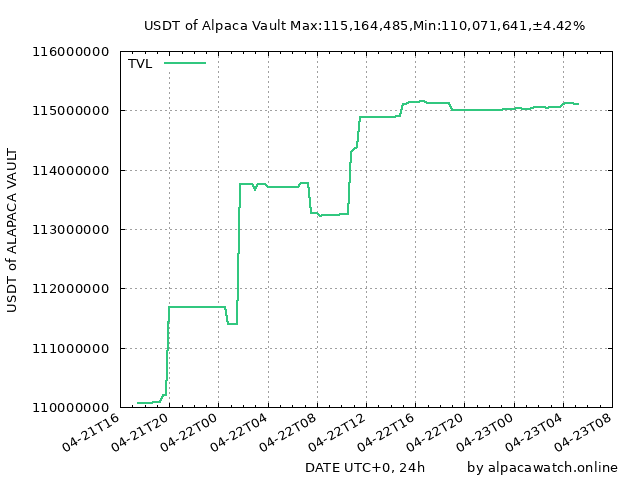 USDT of Alpaca Vault Max:115,164,485,Min:110,071,641,±4.42%
116000000
TVL
115000000
114000000
113000000
112000000
111000000
110000000
USDT of ALAPACA VAULT
04-21T16
04-21T20
04-22T00
04-22T04
04-22T08
04-22T12
04-22T16
04-22T20
04-23T00
04-23T04
04-23T08
DATE UTC+0, 24h
by alpacawatch.online